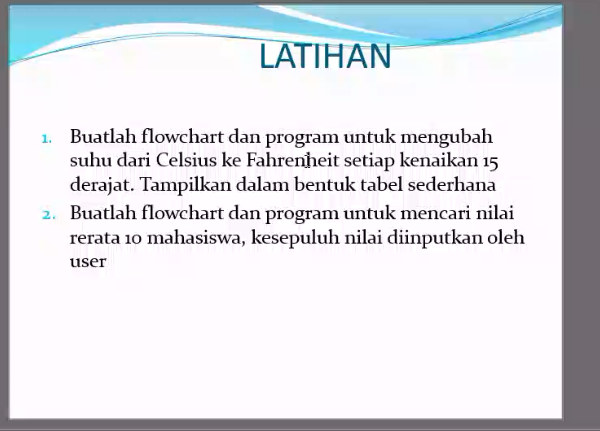 LATIHAN
1. Buatlah flowchart dan program untuk mengubah
suhu dari Celsius ke Fahrenheit setiap kenaikan 15
derajat. Tampilkan dalam bentuk tabel sederhana
2. Buatlah flowchart dan program untuk mencari nilai
rerata 10 mahasiswa, kesepuluh nilai diinputkan oleh
user